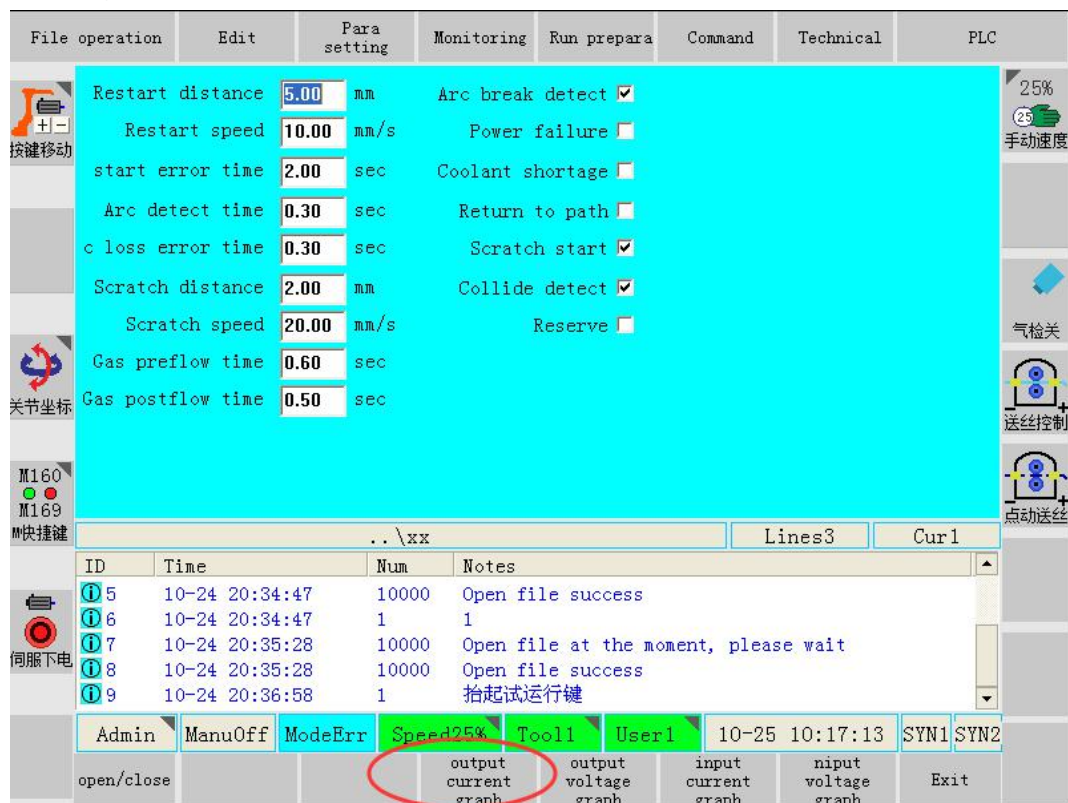 File operation Edit Para setting Monitoring Run prepara Command Technical PLC
按键移动
关节坐标
M160
M169
M快捷键
伺服下电
Restart distance 5.00 mm Arc break detect
Restart speed 10.00 mm/s Power failure
start error time 2.00 sec Coolant shortage
Arc detect time 0.30 sec Return to path
c loss error time 0.30 sec Scratch start
Scratch distance 2.00 mm Collide detect
Scratch speed 20.00 mm/s Reserve
Gas preflow time 0.60 sec
Gas postflow time 0.50 sec
25%
25
手动速度
气检关
送丝控制
点动送丝
..\xx Lines3 Cur1
ID Time Num Notes
5 10-24 20:34:47 10000 Open file success
6 10-24 20:34:47 1 1
7 10-24 20:35:28 10000 Open file at the moment, please wait
8 10-24 20:35:28 10000 Open file success
9 10-24 20:36:58 1 抬起试运行键
Admin ManuOff ModeErr Speed25% Tool1 User1 10-25 10:17:13 SYN1 SYN2
open/close output current graph output voltage graph input current graph niput voltage graph Exit